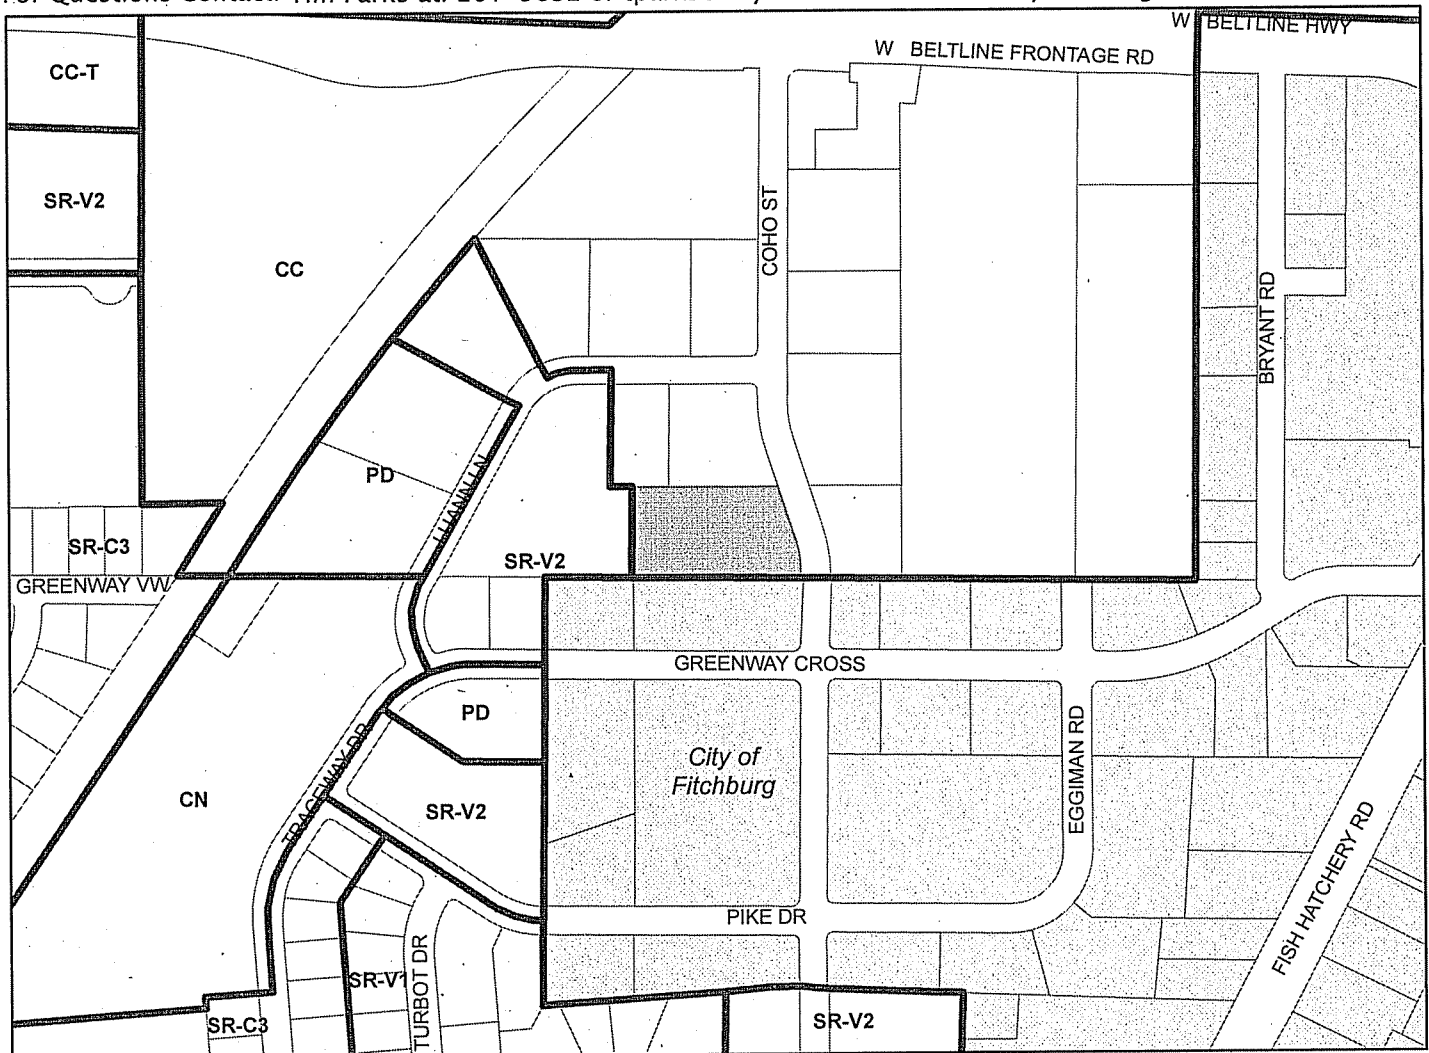 W BELTLINE HWY
W BELTLINE FRONTAGE RD
CC-T
SR-V2
CC
COHO ST
BRYANT RD
PD
LUANN LN
SR-C3
SR-V2
GREENWAY VW
GREENWAY CROSS
PD
City of
Fitchburg
EGGIMAN RD
CN
TRACEWAY DR
SR-V2
FISH HATCHERY RD
PIKE DR
SR-V1
TURBOT DR
SR-C3
SR-V2